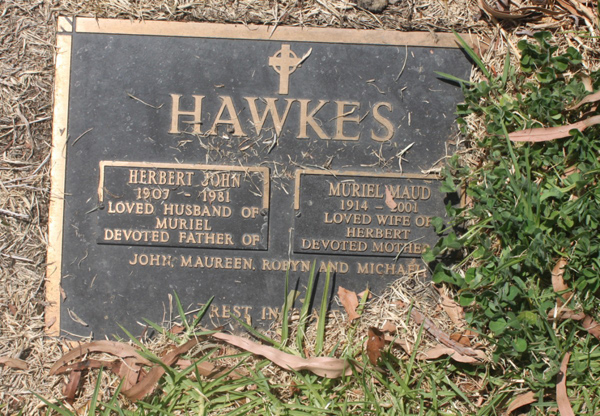 HAWKES
HERBERT JOHN
1907 - 1981
LOVED HUSBAND OF
MURIEL
DEVOTED FATHER OF
MURIEL MAUD
1914 - 2001
LOVED WIFE OF
HERBERT
DEVOTED MOTHER
JOHN, MAUREEN, ROBYN AND MICHAEL
REST IN